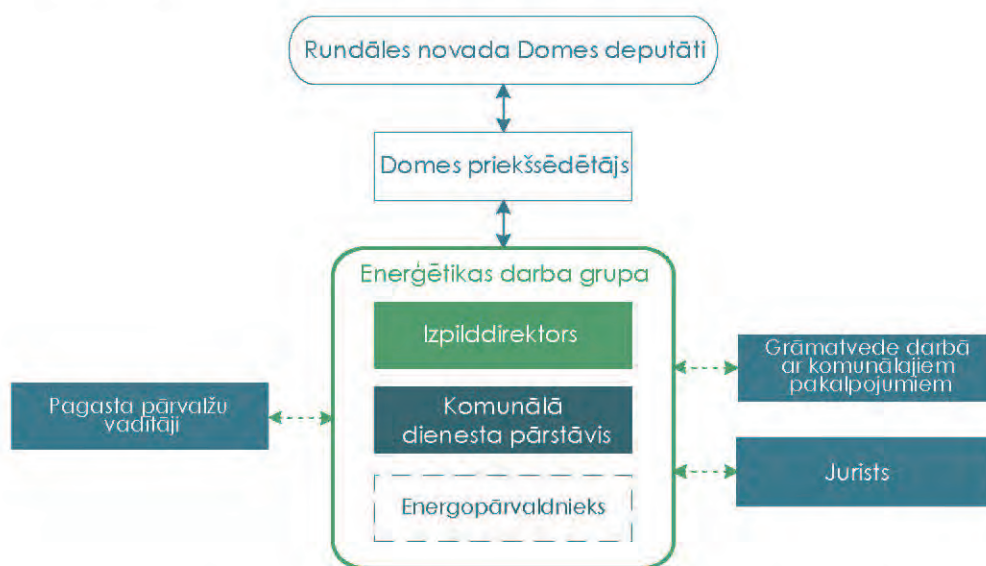 Rundāles novada Domes deputāti
Domes priekšsēdētājs
Enerģētikas darba grupa
Izpilddirektors
Komunālā
dienesta pārstāvis
Energopārvaldnieks
Pagasta pārvalžu
vadītāji
Grāmatvede darbā
ar komunālajiem
pakalpojumiem
Jurists